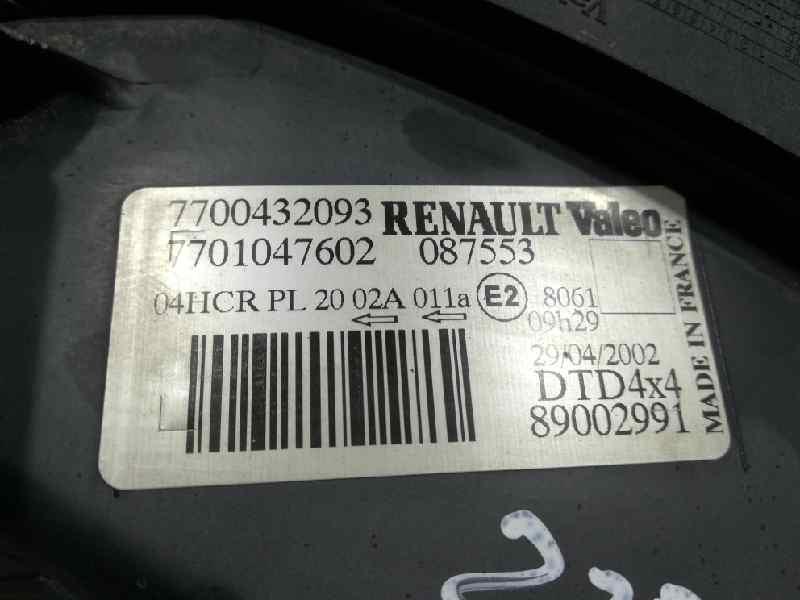 7700432093 RENAULT Valeo
7701047602 087553
04HCR PL 20 02A 011a E2 8061
09h29
29/04/2002
DTD4x4
89002991
MADE IN FRANCE